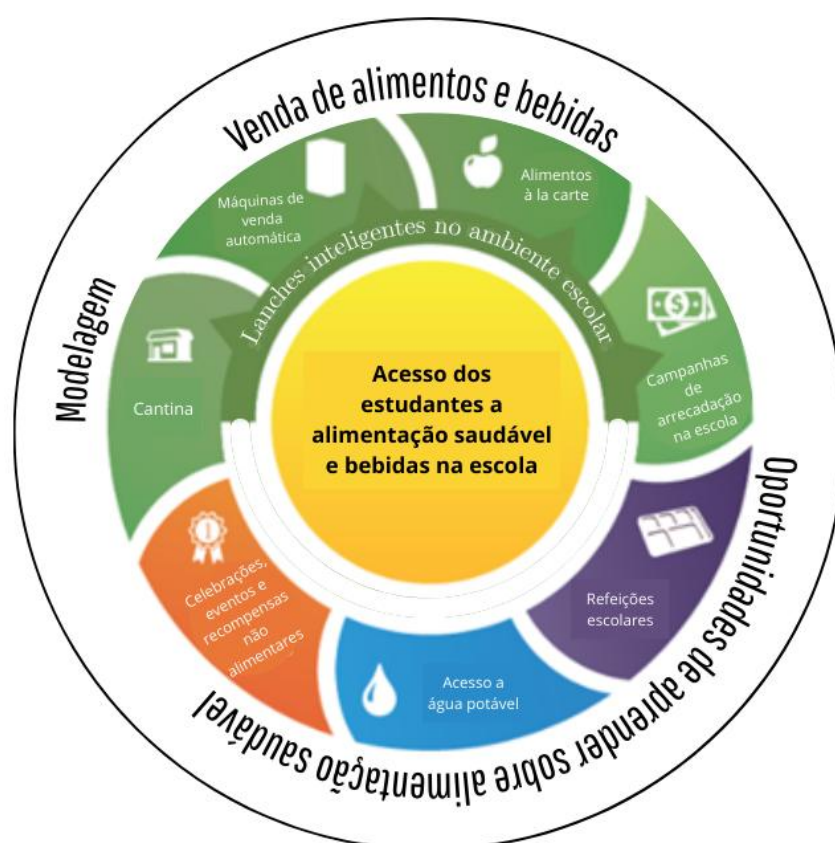 Venda de alimentos e bebidas
Modelagem
Oportunidades de aprender sobre alimentação saudável
Lanches inteligentes no ambiente escolar
Máquinas de
venda
automática
Alimentos
à la carte
Campanhas
de
arrecadação
na escola
Refeições
escolares
Acesso a
água potável
Celebrações,
eventos e
recompensas
não
alimentares
Cantina
Acesso dos
estudantes a
alimentação saudável
e bebidas na escola